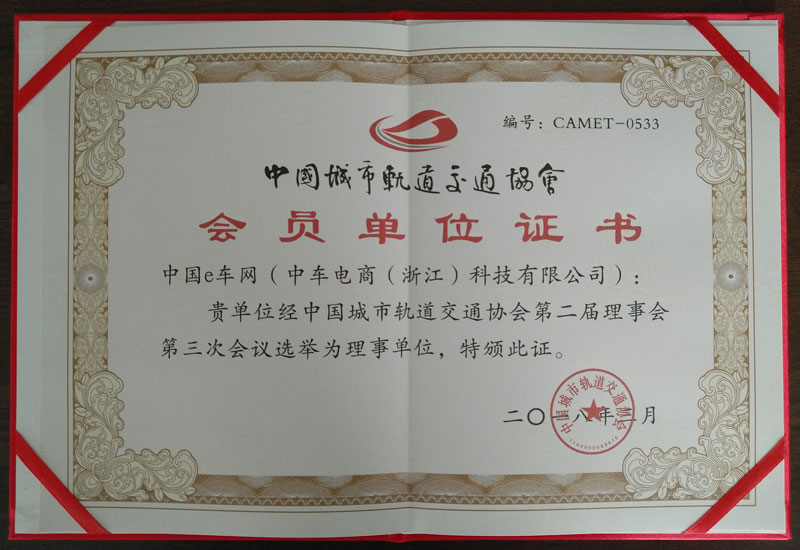 编号：CAMET-0533
中國城市軌道交通協會
会员单位证书
中国e车网（中车电商（浙江）科技有限公司）：
贵单位经中国城市轨道交通协会第二届理事会
第三次会议选举为理事单位，特颁此证。
中国城市轨道交通协会
二〇一八年三月